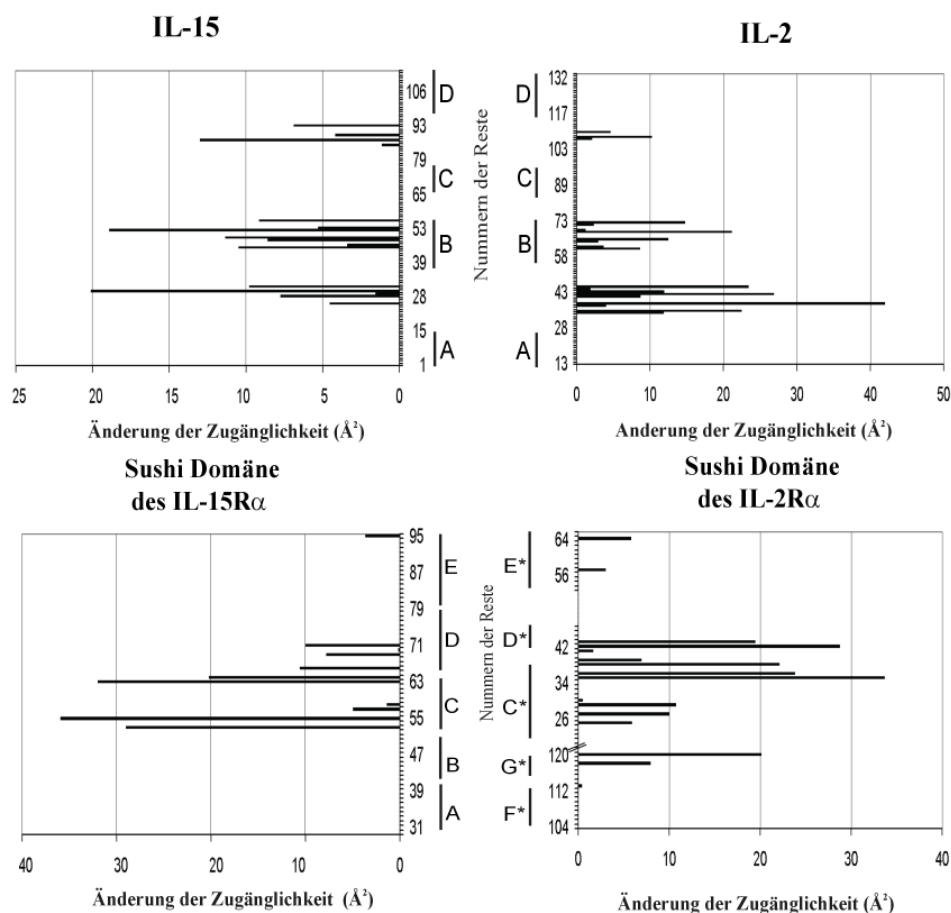 IL-15
IL-2
106
93
79
65
53
39
28
15
1
D
C
B
A
25 20 15 10 5 0
Änderung der Zugänglichkeit (Å²)
Nummern der Reste
D
C
B
A
132
117
103
89
73
58
43
28
13
0 10 20 30 40 50
Anderung der Zugänglichkeit (Å²)
Sushi Domäne
des IL-15Rα
Sushi Domäne
des IL-2Rα
95
87
79
71
63
55
47
39
31
E
D
C
B
A
40 30 20 10 0
Änderung der Zugänglichkeit (Å²)
Nummern der Reste
E*
D*
C*
G*
F*
64
56
42
34
26
120
112
104
0 10 20 30 40
Änderung der Zugänglichkeit (Å²)